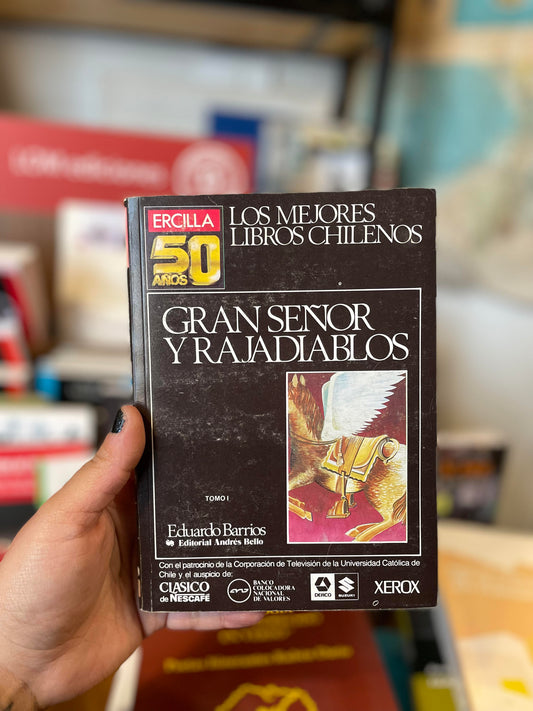 LOM ediciones
ERCILLA
50
AÑOS
LOS MEJORES
LIBROS CHILENOS
GRAN SEÑOR
Y RAJADIABLOS
TOMO I
Eduardo Barrios
Editorial Andrés Bello
Con el patrocinio de la Corporación de Televisión de la Universidad Católica de
Chile y el auspicio de:
CLASICO
de NESCAFÉ
BANCO
COLOCADORA
NACIONAL
DE VALORES
DERCO
SUZUKI
XEROX